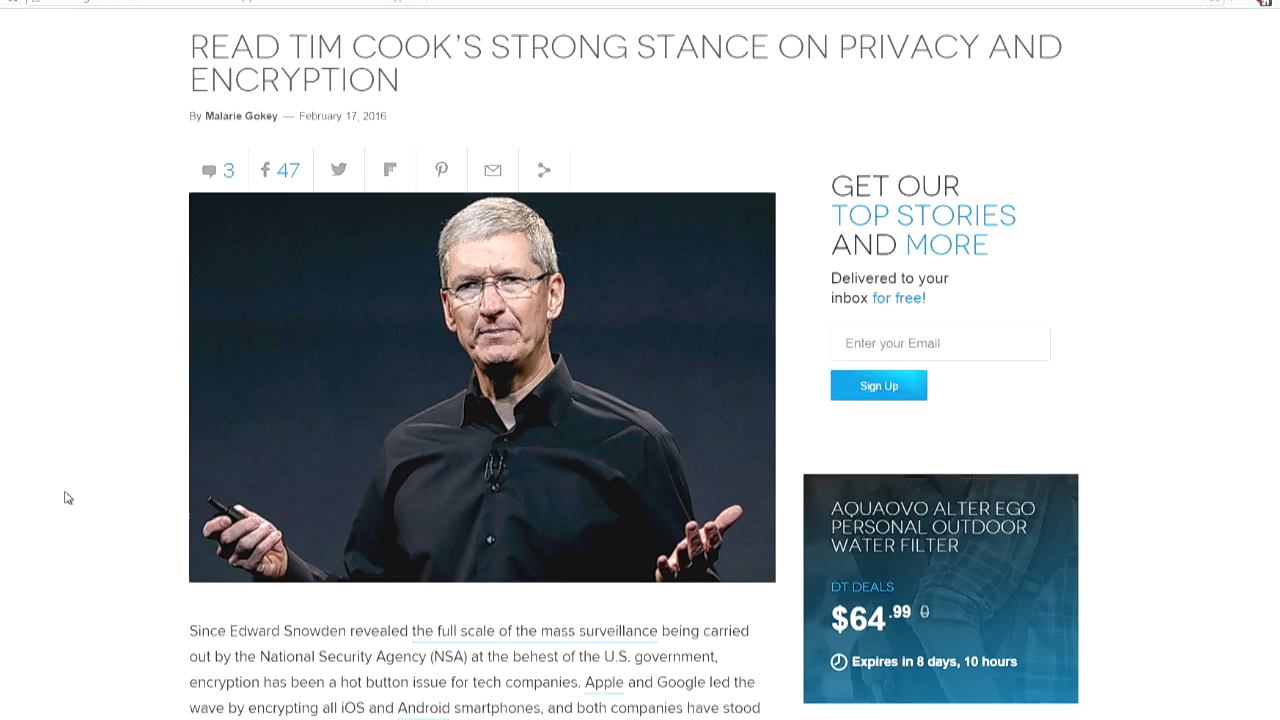 READ TIM COOK'S STRONG STANCE ON PRIVACY AND
ENCRYPTION
By Malarie Gokey — February 17, 2016
3
47
GET OUR
TOP STORIES
AND MORE
Delivered to your
inbox for free!
Enter your Email
Sign Up
AQUAOVO ALTER EGO
PERSONAL OUTDOOR
WATER FILTER
DT DEALS
$64.99 0
Expires in 8 days, 10 hours
Since Edward Snowden revealed the full scale of the mass surveillance being carried
out by the National Security Agency (NSA) at the behest of the U.S. government,
encryption has been a hot button issue for tech companies. Apple and Google led the
wave by encrypting all iOS and Android smartphones, and both companies have stood